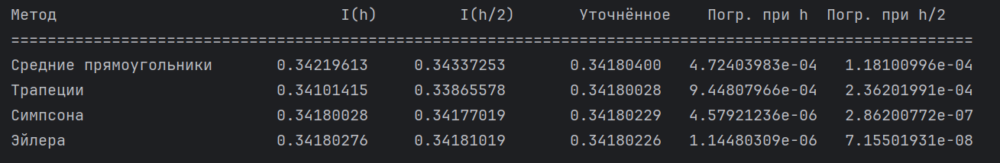 Метод I(h) I(h/2) Уточнённое Погр. при h Погр. при h/2
=========================================================================================================
Средние прямоугольники 0.34219613 0.34337253 0.34180400 4.72403983e-04 1.18100996e-04
Трапеции 0.34101415 0.33865578 0.34180028 9.44807966e-04 2.36201991e-04
Симпсона 0.34180028 0.34177019 0.34180229 4.57921236e-06 2.86200772e-07
Эйлера 0.34180276 0.34181019 0.34180226 1.14480309e-06 7.15501931e-08